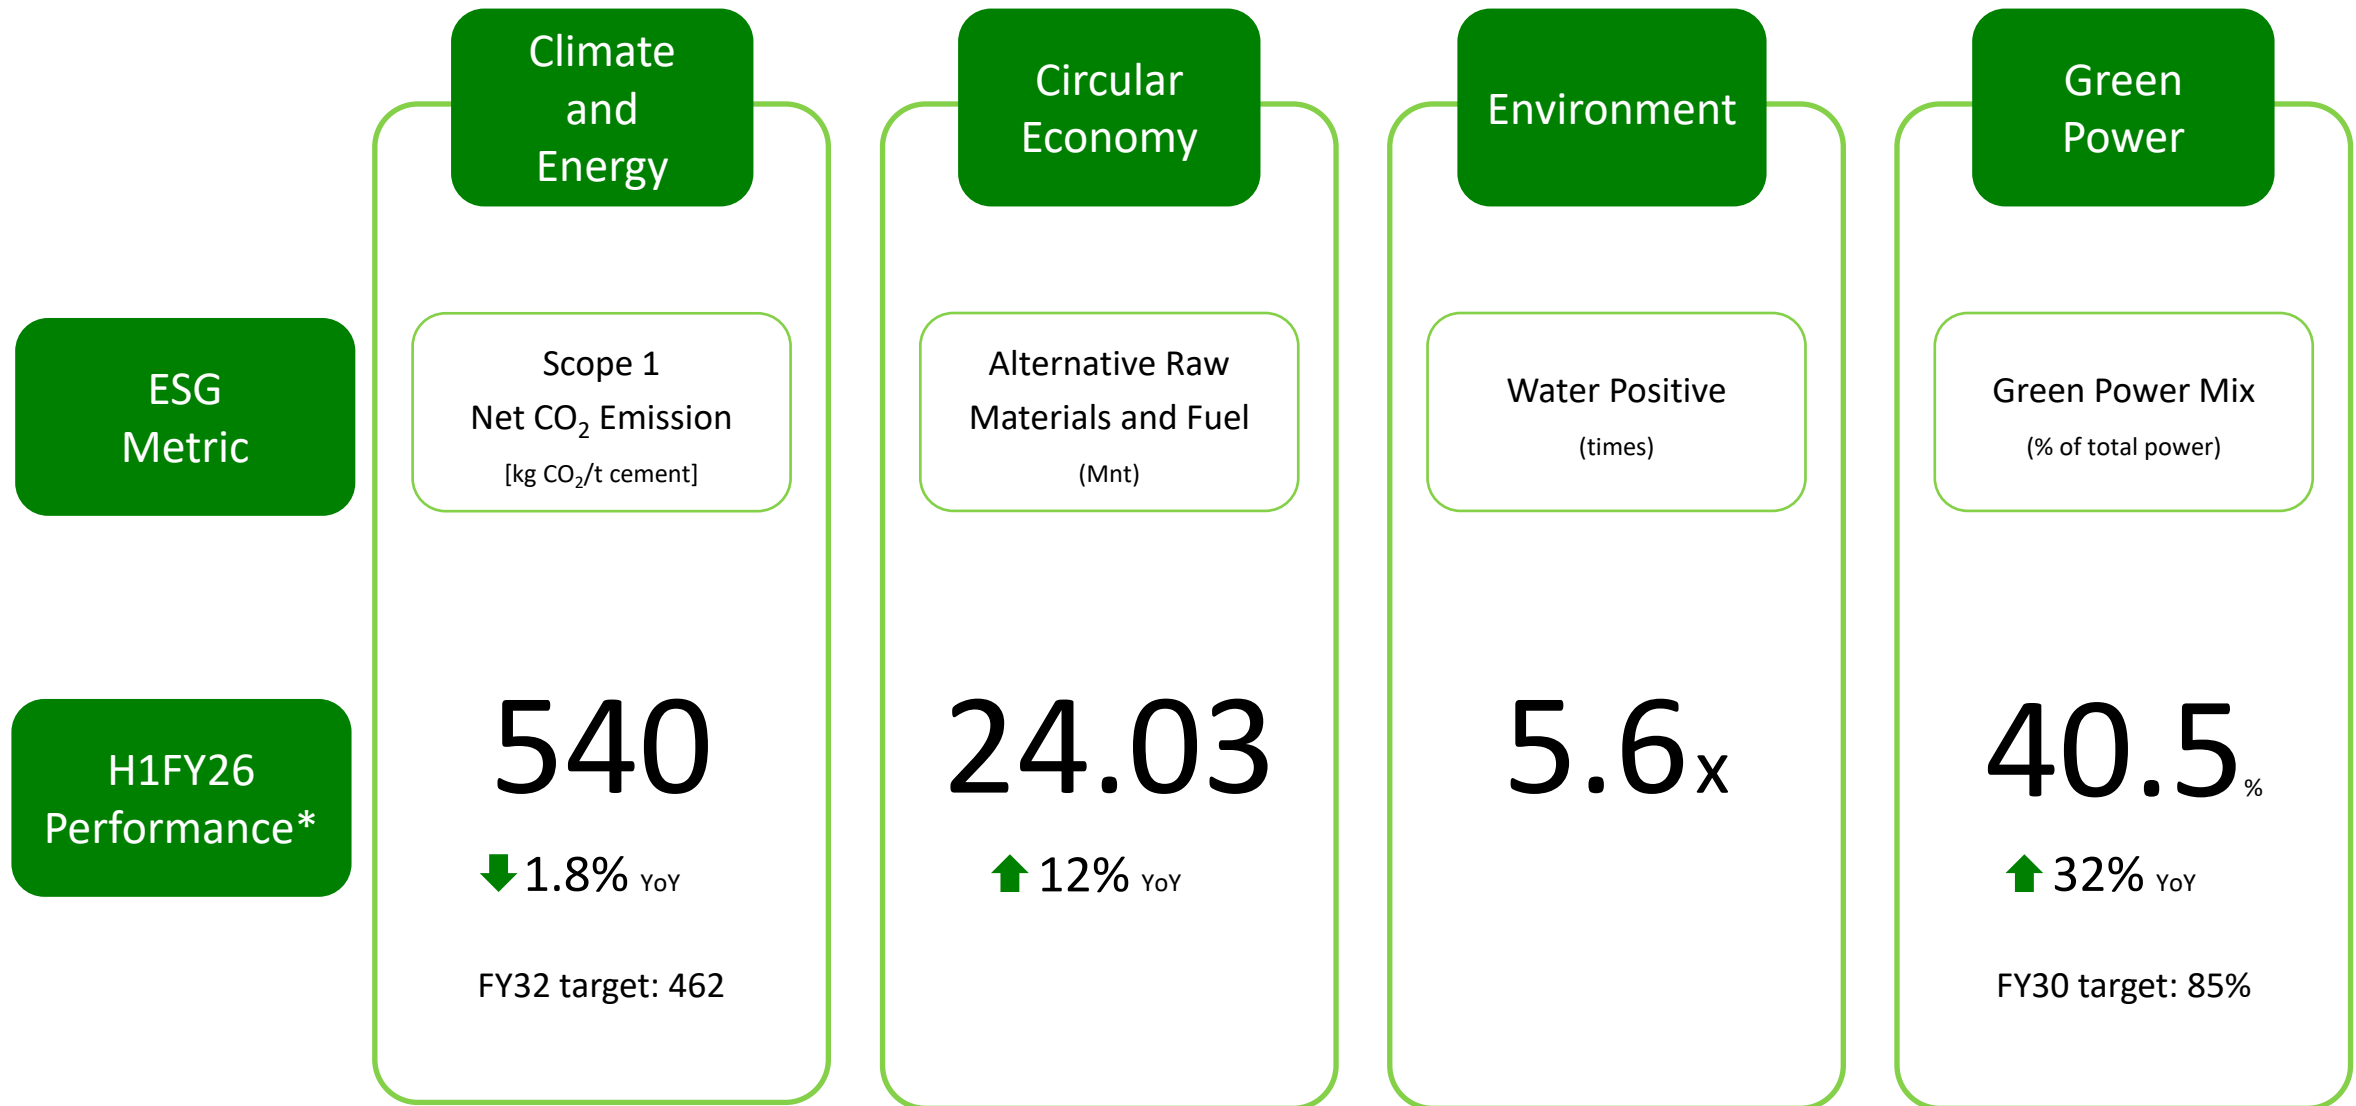 Climate
and
Energy
Circular
Economy
Environment
Green
Power
ESG
Metric
Scope 1
Net CO₂ Emission
[kg CO₂/t cement]
Alternative Raw
Materials and Fuel
(Mnt)
Water Positive
(times)
Green Power Mix
(% of total power)
H1FY26
Performance*
540
1.8% YoY
FY32 target: 462
24.03
12% YoY
5.6x
40.5%
32% YoY
FY30 target: 85%